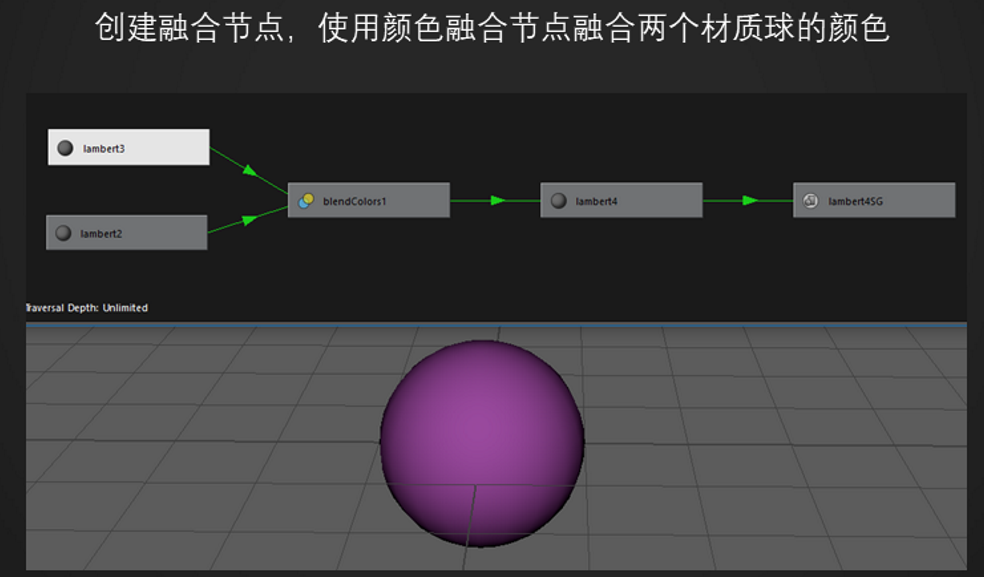 创建融合节点，使用颜色融合节点融合两个材质球的颜色
lambert3
lambert2
blendColors1
lambert4
lambert4SG
Traversal Depth: Unlimited